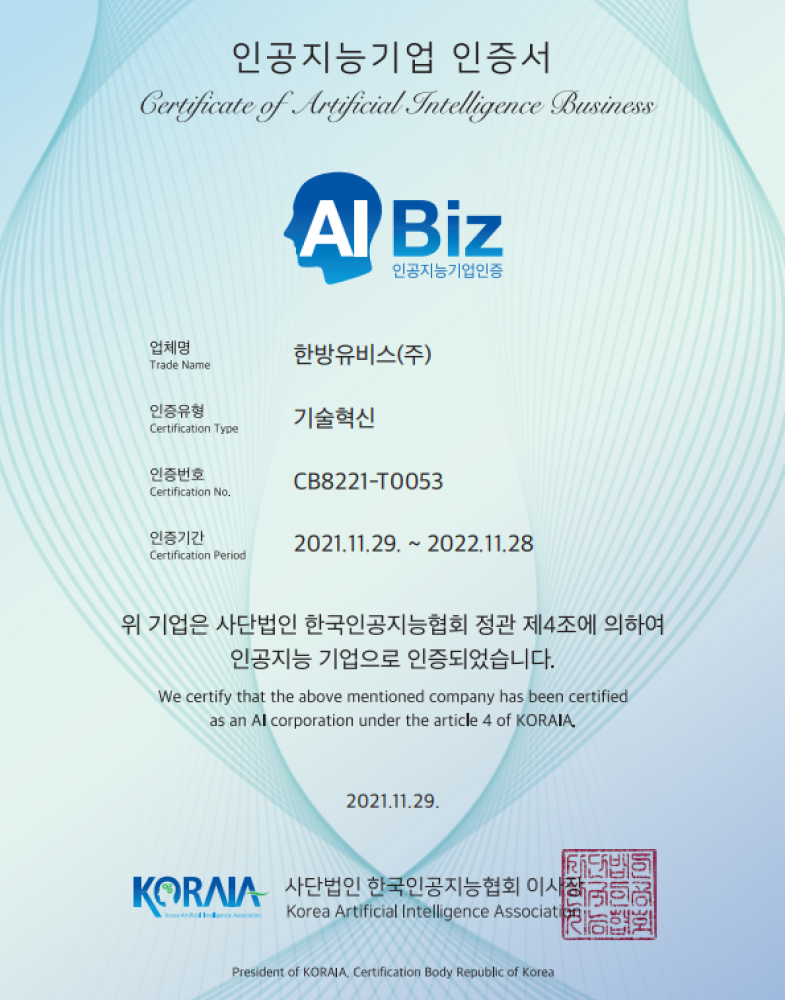 인공지능기업 인증서
Certificate of Artificial Intelligence Business
AI Biz
인공지능기업인증
업체명 한방유비스(주)
Trade Name
인증유형 기술혁신
Certification Type
인증번호 CB8221-T0053
Certification No.
인증기간 2021.11.29. ~ 2022.11.28
Certification Period
위 기업은 사단법인 한국인공지능협회 정관 제4조에 의하여
인공지능 기업으로 인증되었습니다.
We certify that the above mentioned company has been certified
as an AI corporation under the article 4 of KORAIA.
2021.11.29.
KORAIA
Korea Artificial Intelligence Association
사단법인 한국인공지능협회 이사장
Korea Artificial Intelligence Association
President of KORAIA, Certification Body Republic of Korea